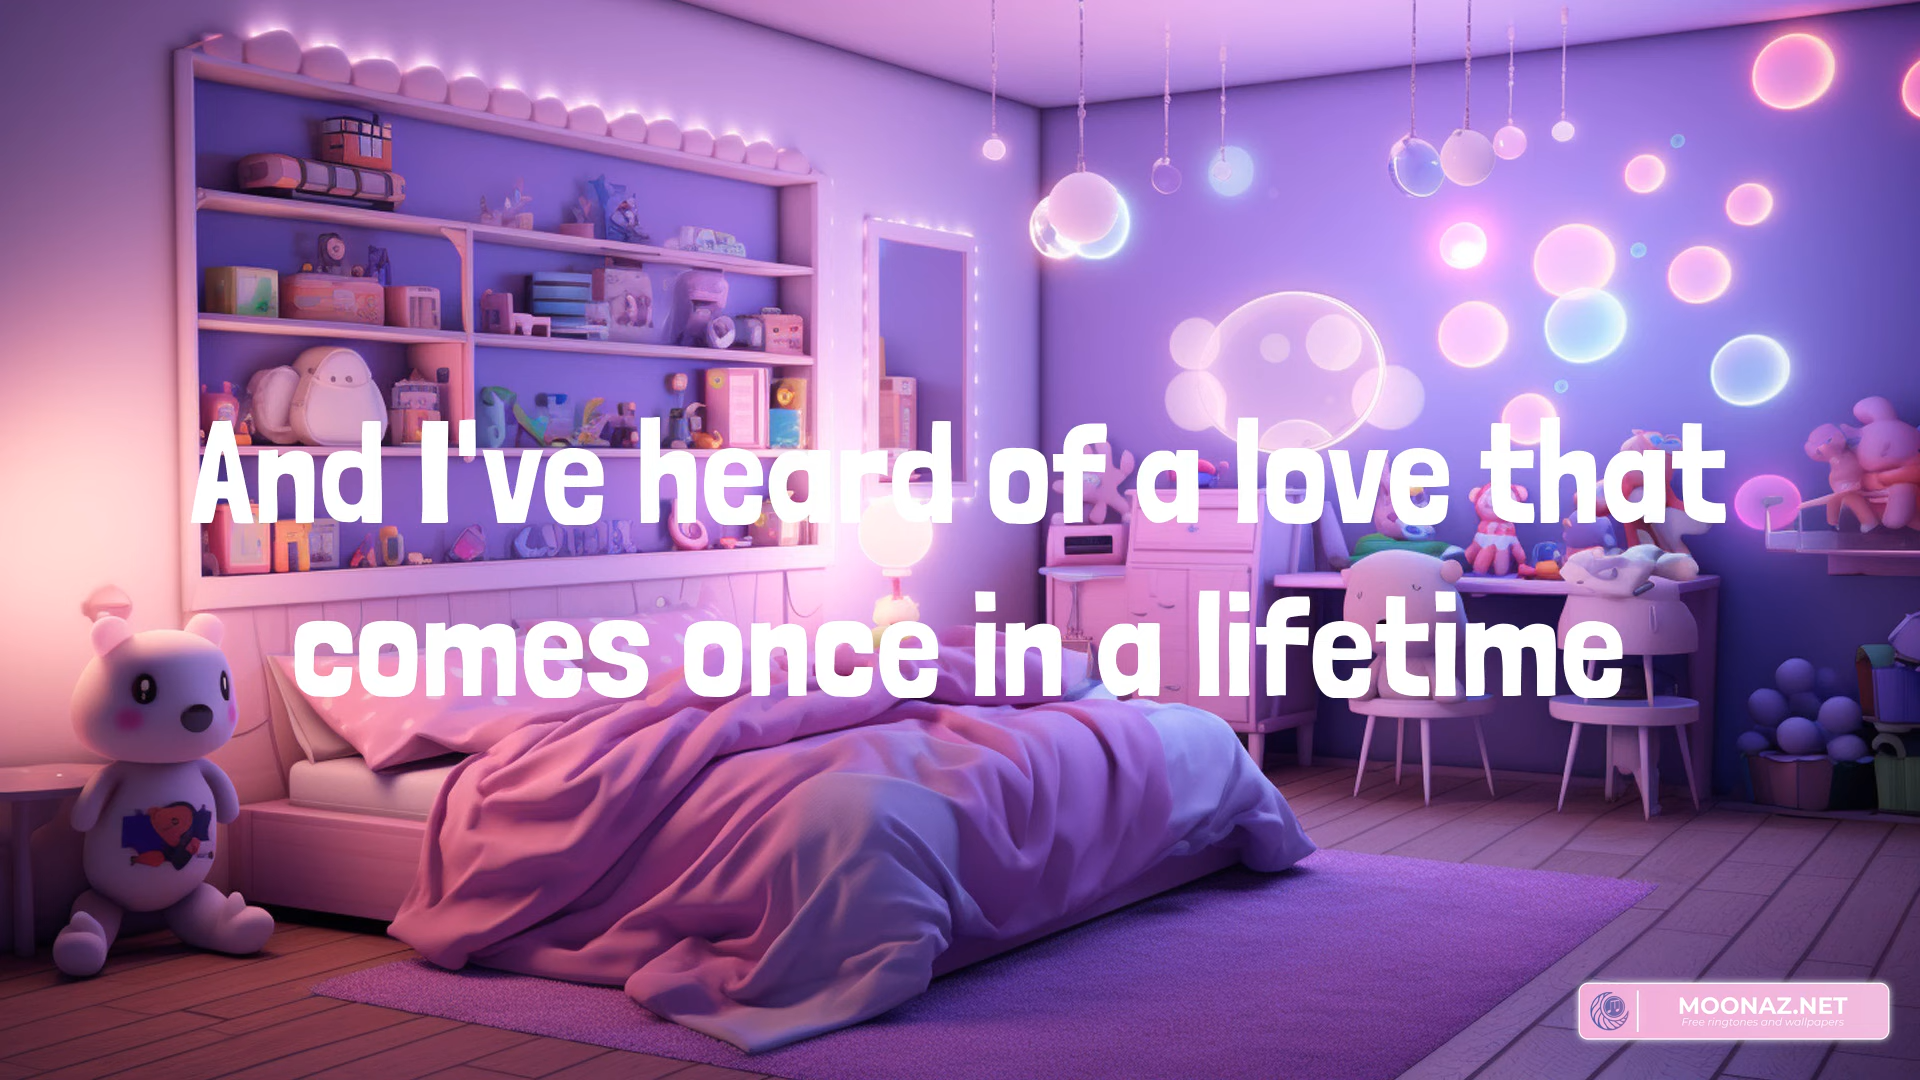 And I've heard of a love that
comes once in a lifetime
MOONAZ.NET
Free ringtones and wallpapers